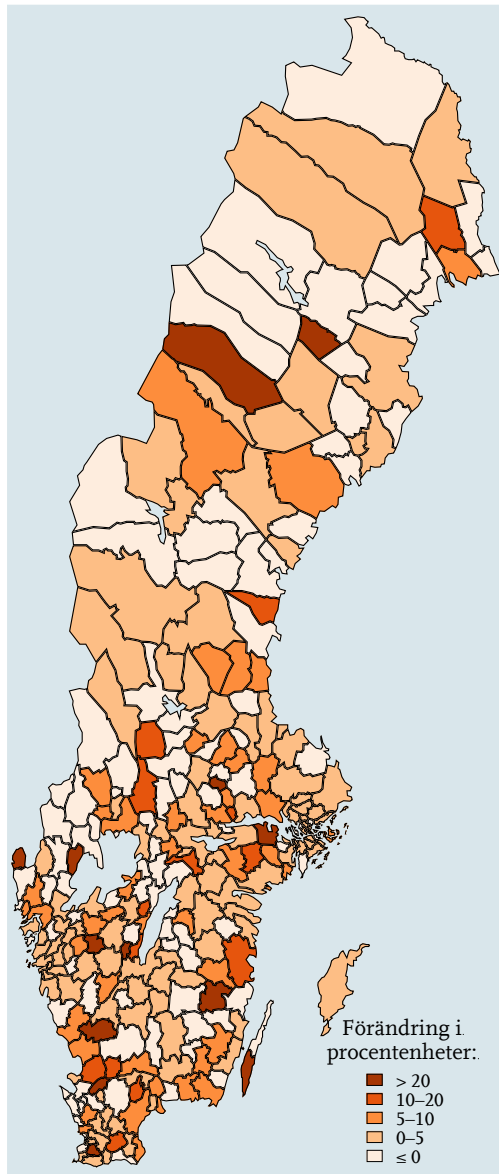 Förändring i
procentenheter:
> 20
10–20
5–10
0–5
≤ 0